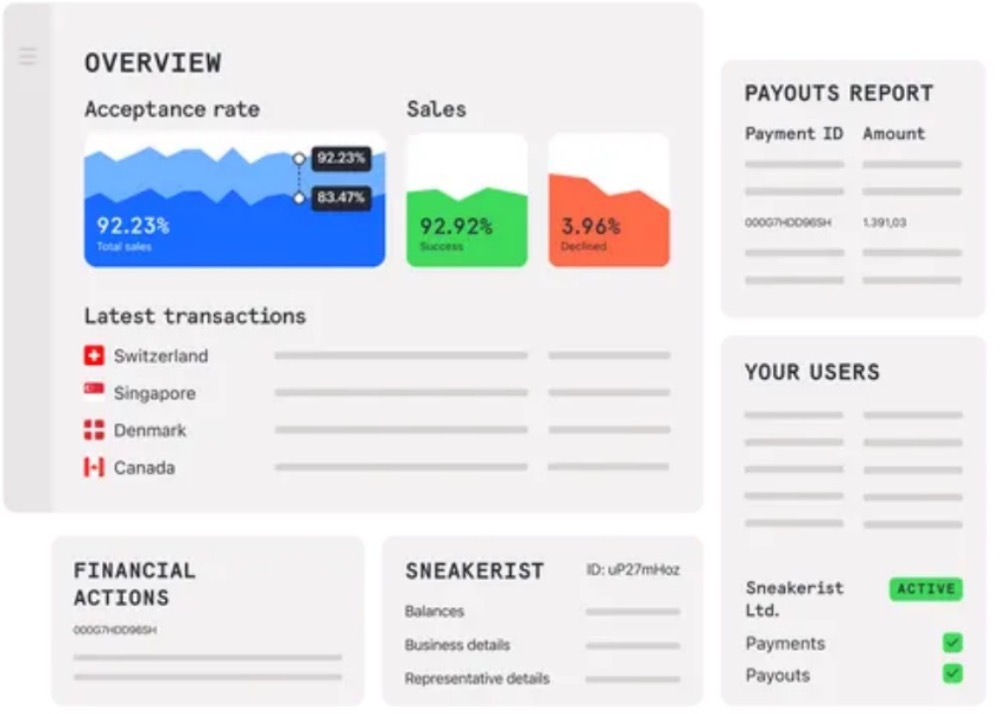 OVERVIEW
Acceptance rate
92.23%
83.47%
92.23%
Total sales
Sales
92.92%
Success
3.96%
Declined
Latest transactions
Switzerland
Singapore
Denmark
Canada
PAYOUTS REPORT
Payment ID Amount
000G7HDD96SH 1.391,03
YOUR USERS
Sneakerist ACTIVE
Ltd.
Payments
Payouts
FINANCIAL
ACTIONS
000G7HDD96SH
SNEAKERIST ID: uP27mHoz
Balances
Business details
Representative details